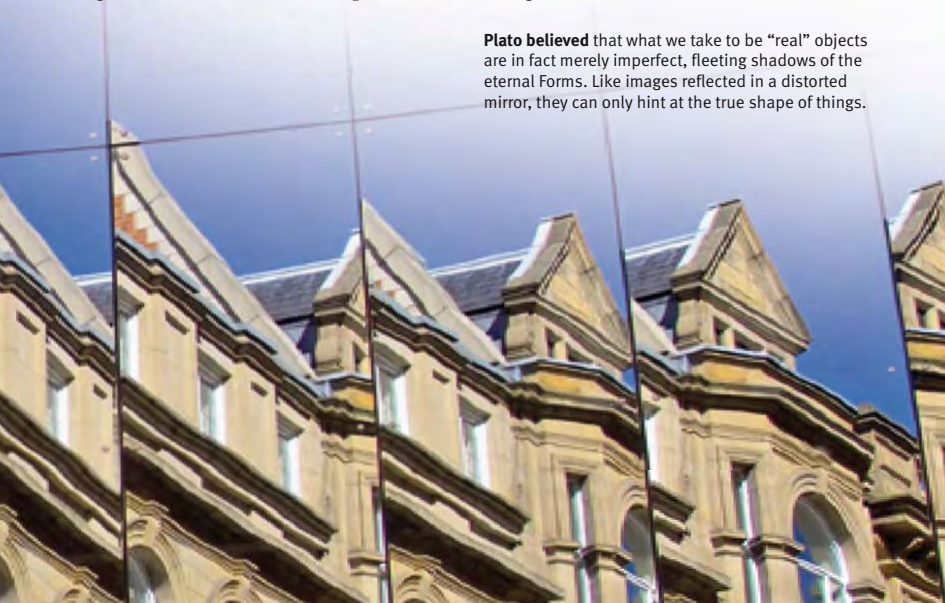 Plato believed that what we take to be “real” objects
are in fact merely imperfect, fleeting shadows of the
eternal Forms. Like images reflected in a distorted
mirror, they can only hint at the true shape of things.